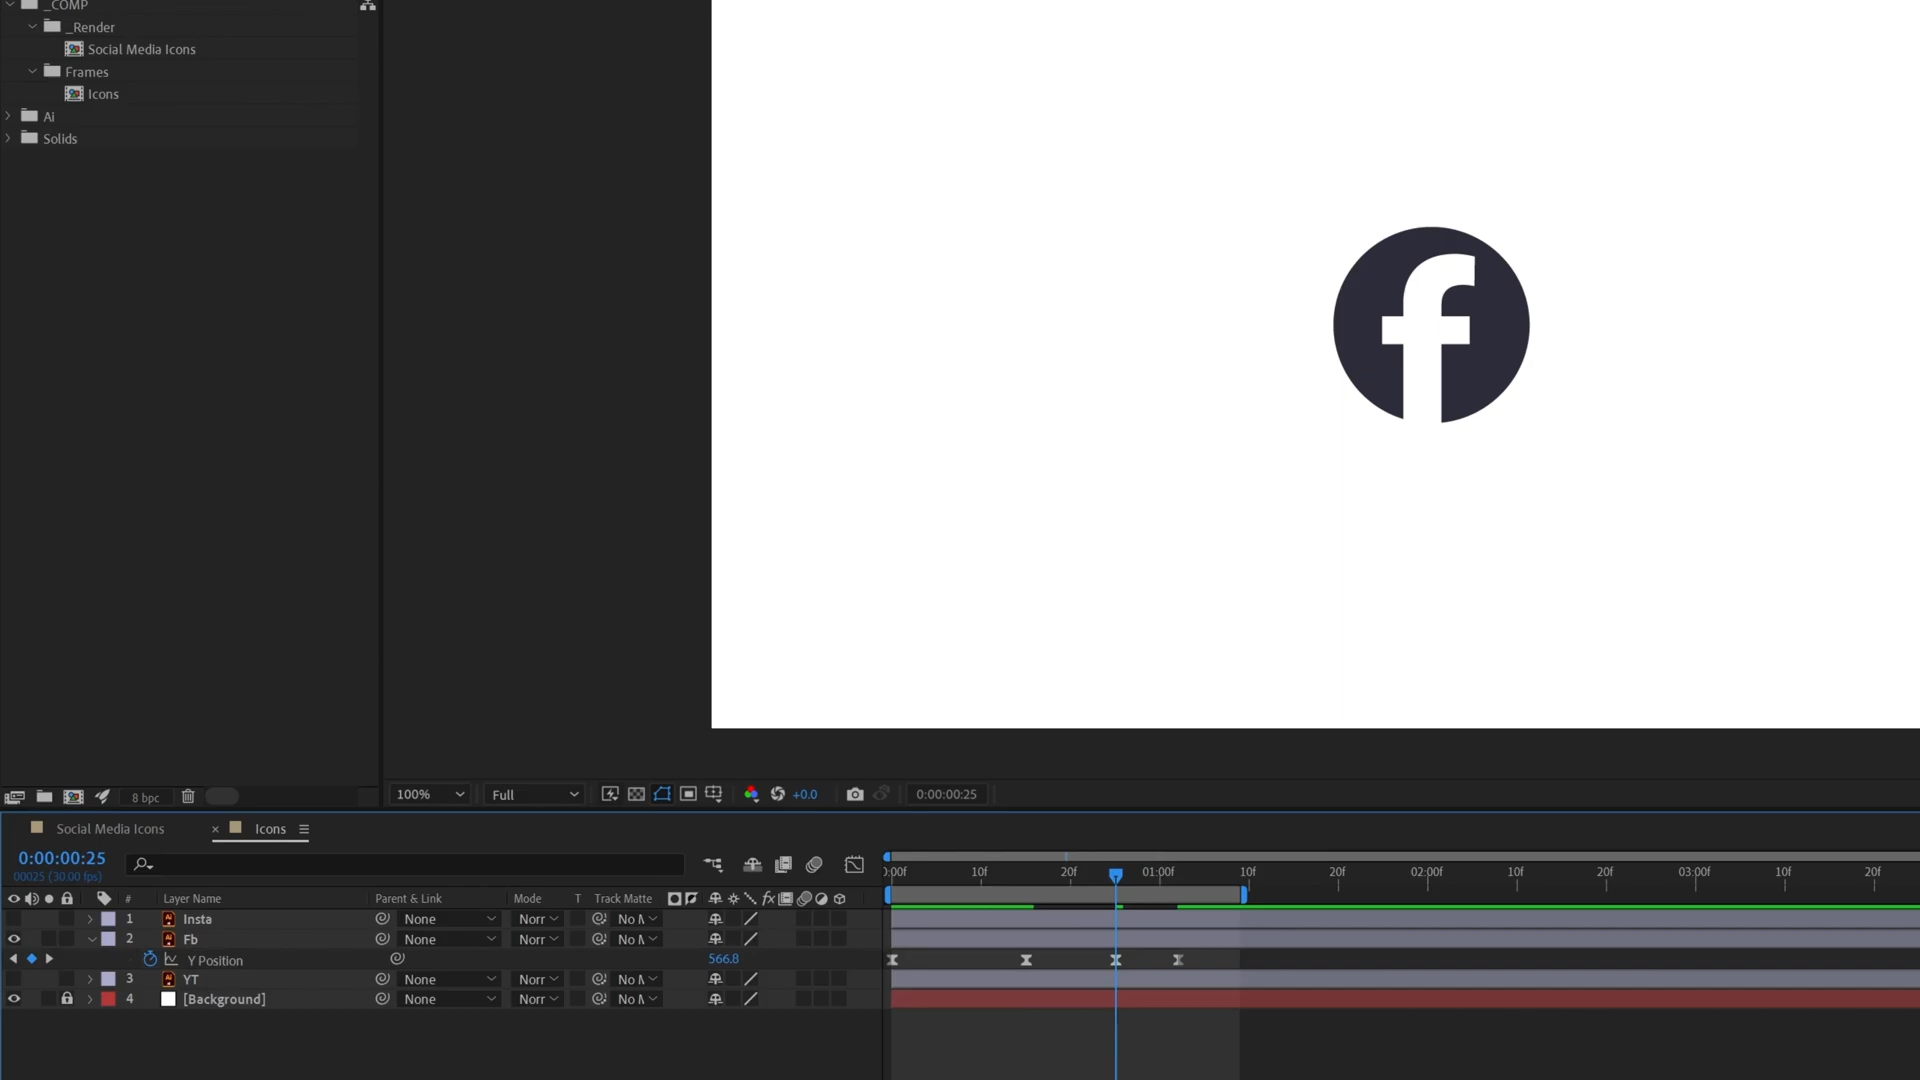 _COMP
_Render
Social Media Icons
Frames
Icons
Ai
Solids
f
8 bpc
100%
Full
+0.0
0:00:00:25
Social Media Icons
× Icons
0:00:00:25
00025 (30.00 fps)
:00f 10f 20f 01:00f 10f 20f 02:00f 10f 20f 03:00f 10f 20f
# Layer Name Parent & Link Mode T Track Matte fx
1 Ai Insta None Norr No M
2 Ai Fb None Norr No M
Y Position 566.8
3 Ai YT None Norr No M
4 [Background] None Norr No M